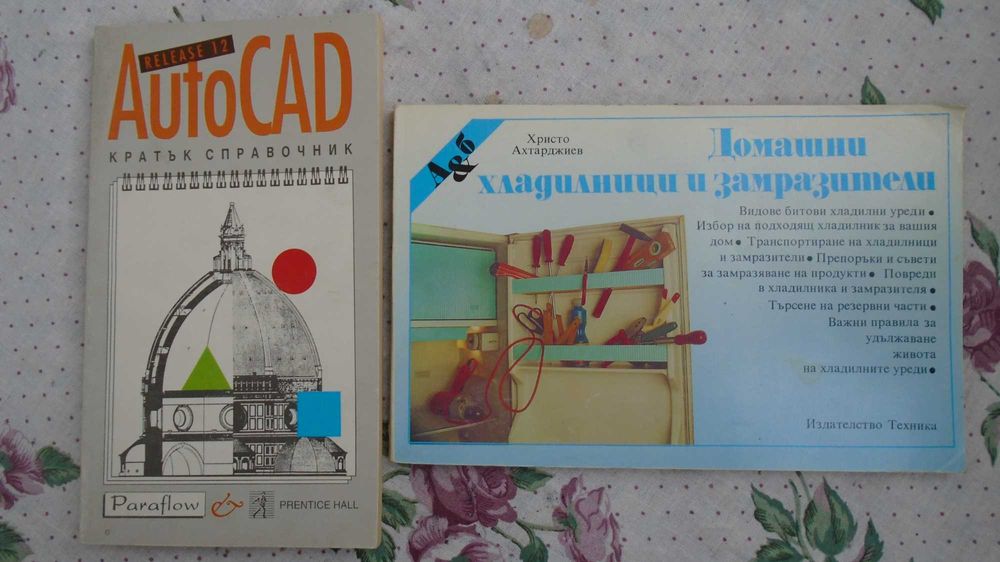 RELEASE 12
AutoCAD
КРАТЪК СПРАВОЧНИК
Paraflow & PRENTICE HALL
А&б
Христо
Ахтарджиев
Домашни
хладилници и замразители
Видове битови хладилни уреди •
Избор на подходящ хладилник за вашия
дом • Транспортиране на хладилници
и замразители • Препоръки и съвети
за замразяване на продукти • Повреди
в хладилника и замразителя •
Търсене на резервни части •
Важни правила за
удължаване
живота
на хладилните уреди •
Издателство Техника